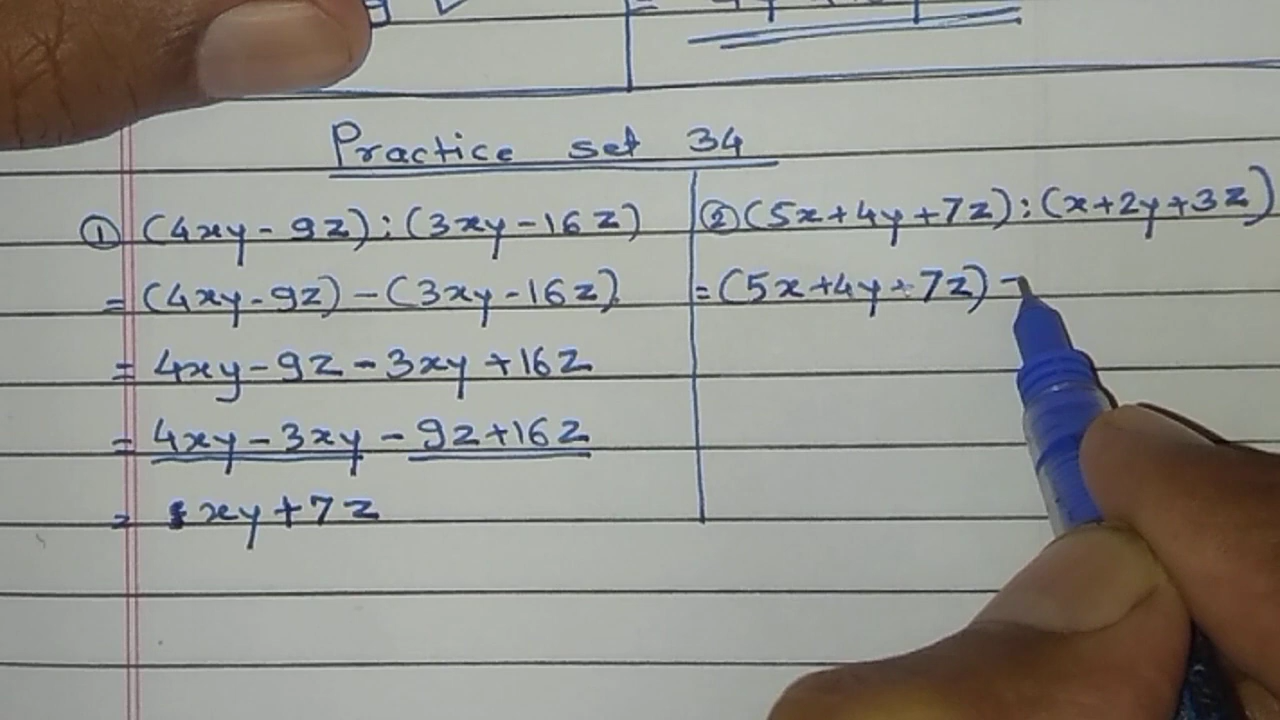 Practice set 34
① (4xy - 9z) ; (3xy - 16z)
= (4xy - 9z) - (3xy - 16z)
= 4xy - 9z - 3xy + 16z
= 4xy - 3xy - 9z + 16z
= xy + 7z
② (5x + 4y + 7z) ; (x + 2y + 3z)
= (5x + 4y + 7z) -